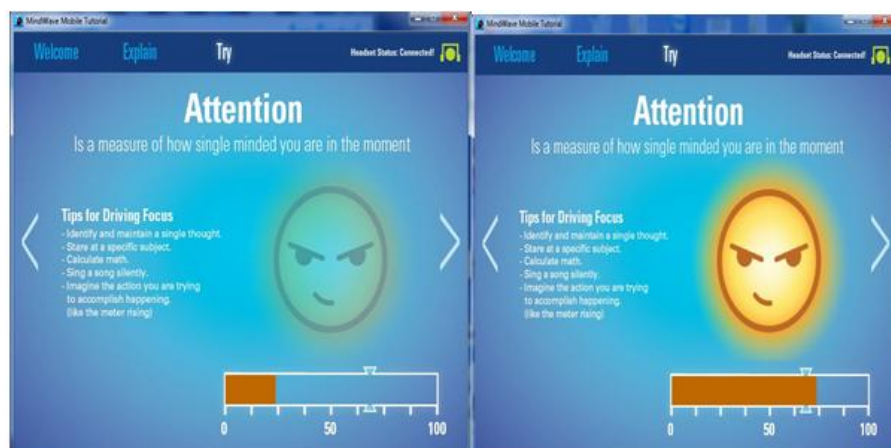 MindWave Mobile Tutorial
Welcome Explain Try Headset Status: Connected!
Attention
Is a measure of how single minded you are in the moment
Tips for Driving Focus
- Identify and maintain a single thought.
- Stare at a specific subject.
- Calculate math.
- Sing a song silently.
- Imagine the action you are trying
to accomplish happening.
(like the meter rising)
0 50 100
MindWave Mobile Tutorial
Welcome Explain Try Headset Status: Connected!
Attention
Is a measure of how single minded you are in the moment
Tips for Driving Focus
- Identify and maintain a single thought.
- Stare at a specific subject.
- Calculate math.
- Sing a song silently.
- Imagine the action you are trying
to accomplish happening.
(like the meter rising)
0 50 100